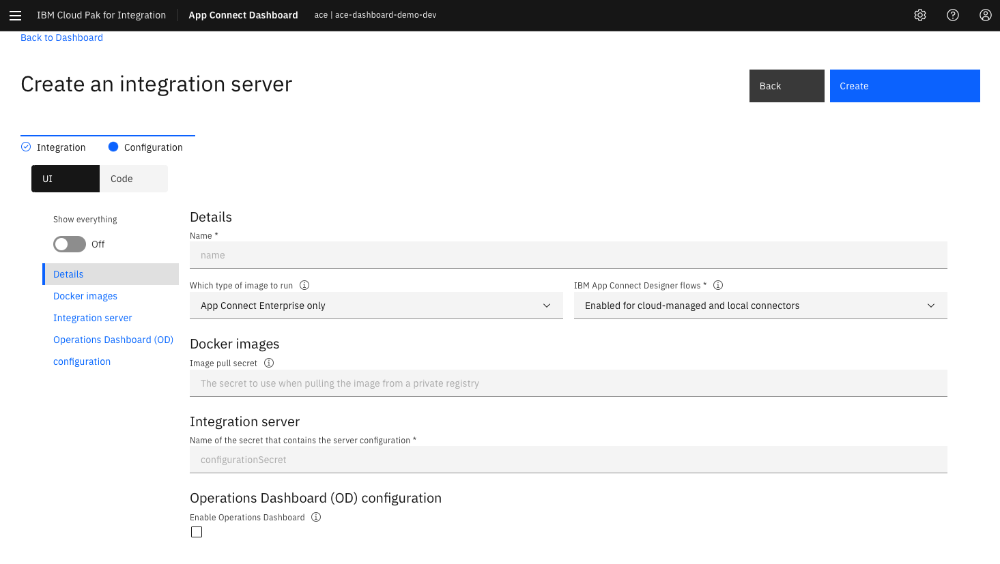 IBM Cloud Pak for Integration
App Connect Dashboard
ace | ace-dashboard-demo-dev
Back to Dashboard
Create an integration server
Back
Create
Integration
Configuration
UI
Code
Show everything
Off
Details
Docker images
Integration server
Operations Dashboard (OD)
configuration
Details
Name *
name
Which type of image to run
IBM App Connect Designer flows *
App Connect Enterprise only
Enabled for cloud-managed and local connectors
Docker images
Image pull secret
The secret to use when pulling the image from a private registry
Integration server
Name of the secret that contains the server configuration *
configurationSecret
Operations Dashboard (OD) configuration
Enable Operations Dashboard